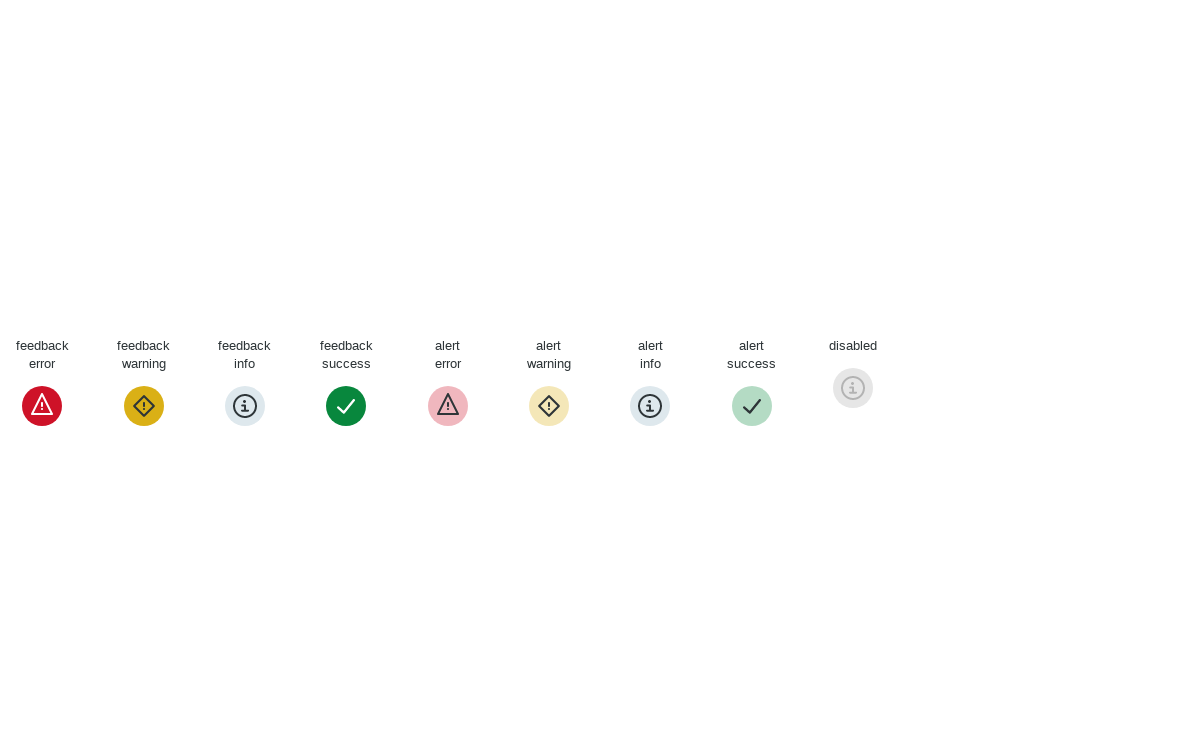 feedback
error
feedback
warning
feedback
info
feedback
success
alert
error
alert
warning
alert
info
alert
success
disabled